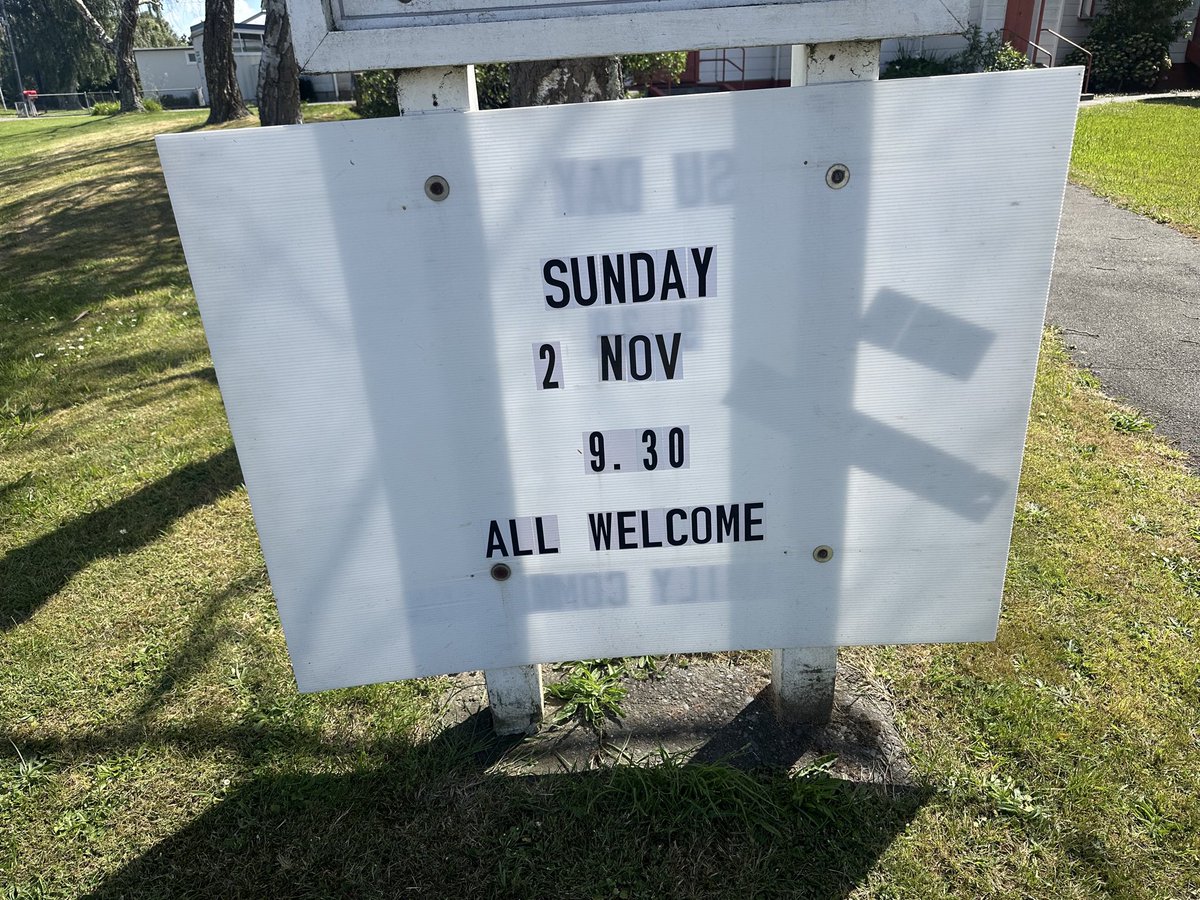 SUNDAY
2 NOV
9.30
ALL WELCOME